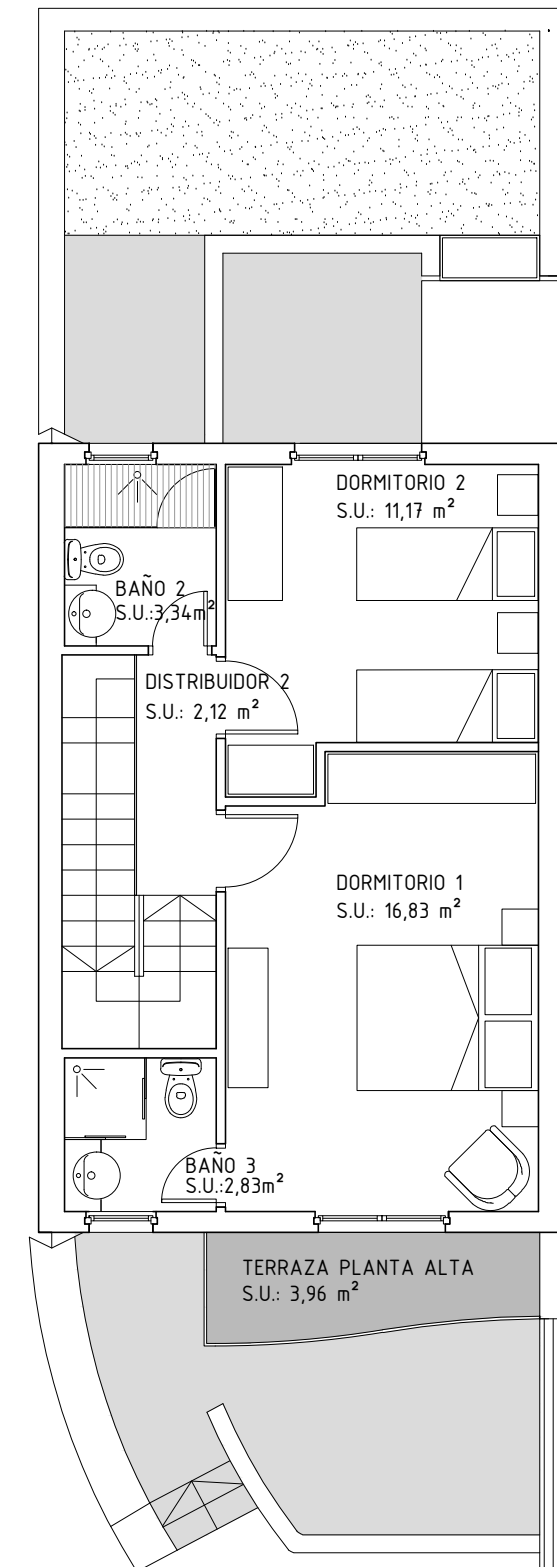 DORMITORIO 2
S.U.: 11,17 m²
BAÑO 2
S.U.:3,34m²
DISTRIBUIDOR 2
S.U.: 2,12 m²
DORMITORIO 1
S.U.: 16,83 m²
BAÑO 3
S.U.:2,83m²
TERRAZA PLANTA ALTA
S.U.: 3,96 m²